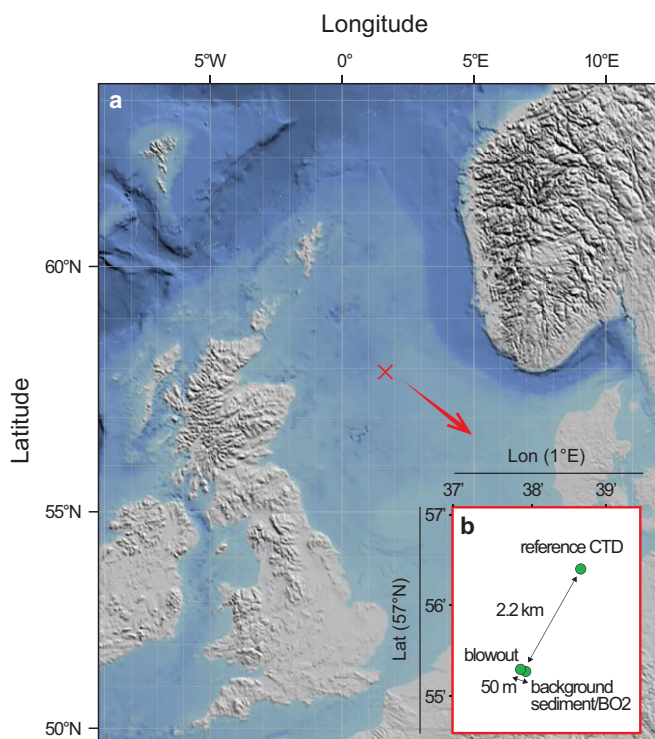 Longitude
5°W 0° 5°E 10°E
a
60°N
Latitude
55°N
50°N
Lon (1°E)
37' 38' 39'
Lat (57°N)
57'
56'
55'
b
reference CTD
2.2 km
blowout
50 m
background
sediment/BO2